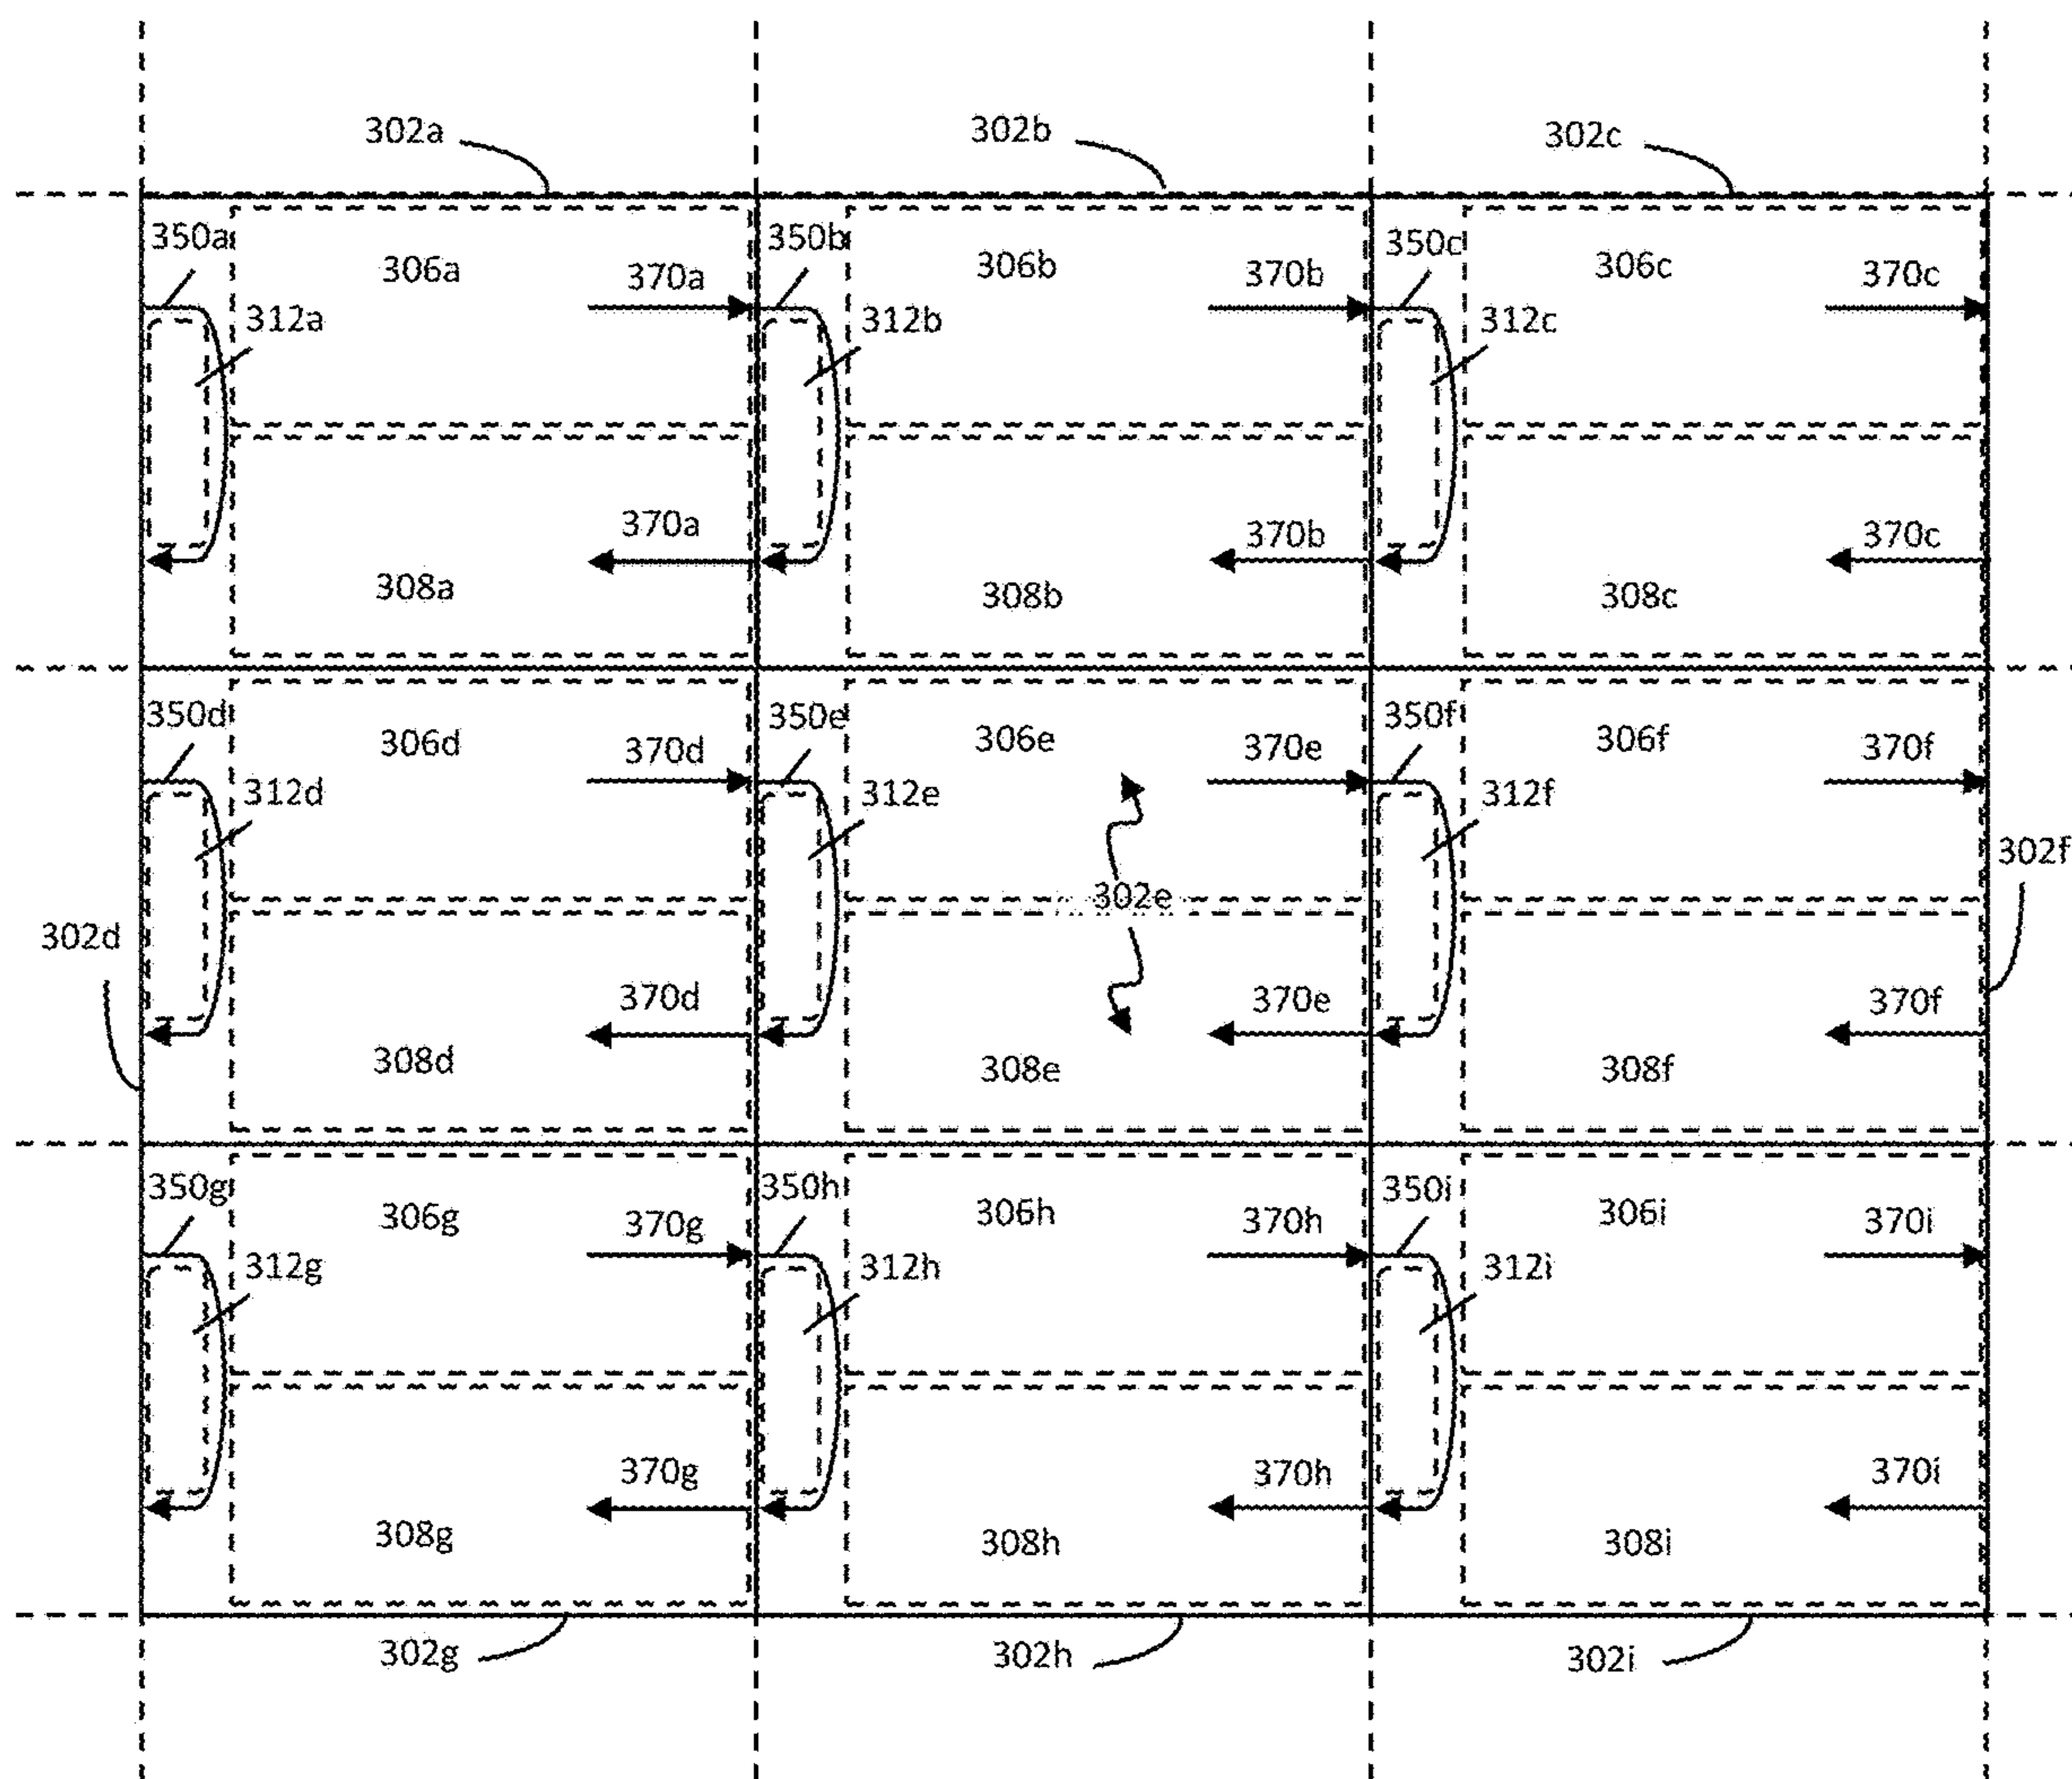 302a 302b 302c
350a 306a 370a 350b 306b 370b 350c 306c 370c
312a 312b 312c
370a 370b 370c
308a 308b 308c
350d 306d 370d 350e 306e 370e 350f 306f 370f
312d 312e 312f
302f
302e
302d
370d 370e 370f
308d 308e 308f
350g 306g 370g 350h 306h 370h 350i 306i 370i
312g 312h 312i
370g 370h 370i
308g 308h 308i
302g 302h 302i